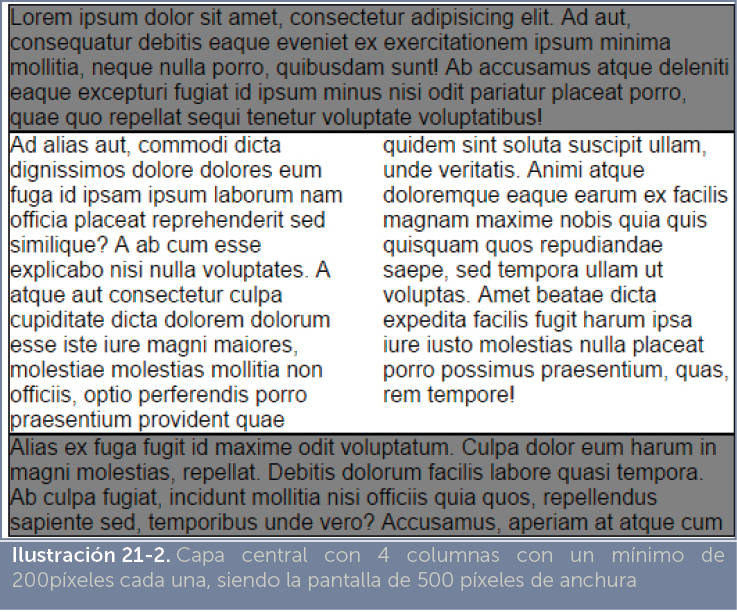 Lorem ipsum dolor sit amet, consectetur adipisicing elit. Ad aut,
consequatur debitis eaque eveniet ex exercitationem ipsum minima
mollitia, neque nulla porro, quibusdam sunt! Ab accusamus atque deleniti
eaque excepturi fugiat id ipsum minus nisi odit pariatur placeat porro,
quae quo repellat sequi tenetur voluptate voluptatibus!
Ad alias aut, commodi dicta
dignissimos dolore dolores eum
fuga id ipsam ipsum laborum nam
officia placeat reprehenderit sed
similique? A ab cum esse
explicabo nisi nulla voluptates. A
atque aut consectetur culpa
cupiditate dicta dolorem dolorum
esse iste iure magni maiores,
molestiae molestias mollitia non
officiis, optio perferendis porro
praesentium provident quae
quidem sint soluta suscipit ullam,
unde veritatis. Animi atque
doloremque eaque earum ex facilis
magnam maxime nobis quia quis
quisquam quos repudiandae
saepe, sed tempora ullam ut
voluptas. Amet beatae dicta
expedita facilis fugit harum ipsa
iure iusto molestias nulla placeat
porro possimus praesentium, quas,
rem tempore!
Alias ex fuga fugit id maxime odit voluptatum. Culpa dolor eum harum in
magni molestias, repellat. Debitis dolorum facilis labore quasi tempora.
Ab culpa fugiat, incidunt mollitia nisi officiis quia quos, repellendus
sapiente sed, temporibus unde vero? Accusamus, aperiam at atque cum
Ilustración 21-2. Capa central con 4 columnas con un mínimo de
200píxeles cada una, siendo la pantalla de 500 píxeles de anchura